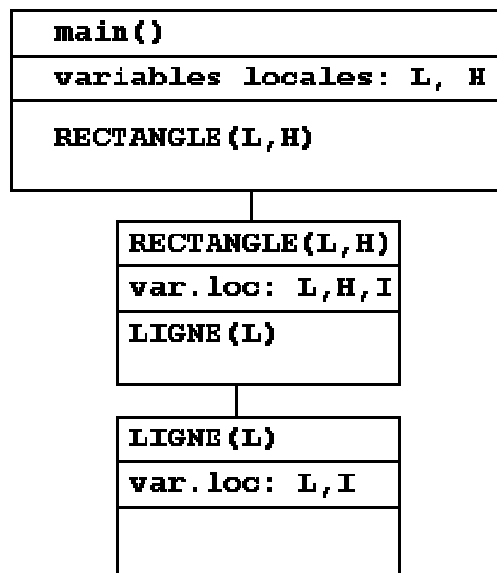 main()
variables locales: L, H
RECTANGLE(L,H)
RECTANGLE(L,H)
var.loc: L,H,I
LIGNE(L)
LIGNE(L)
var.loc: L,I